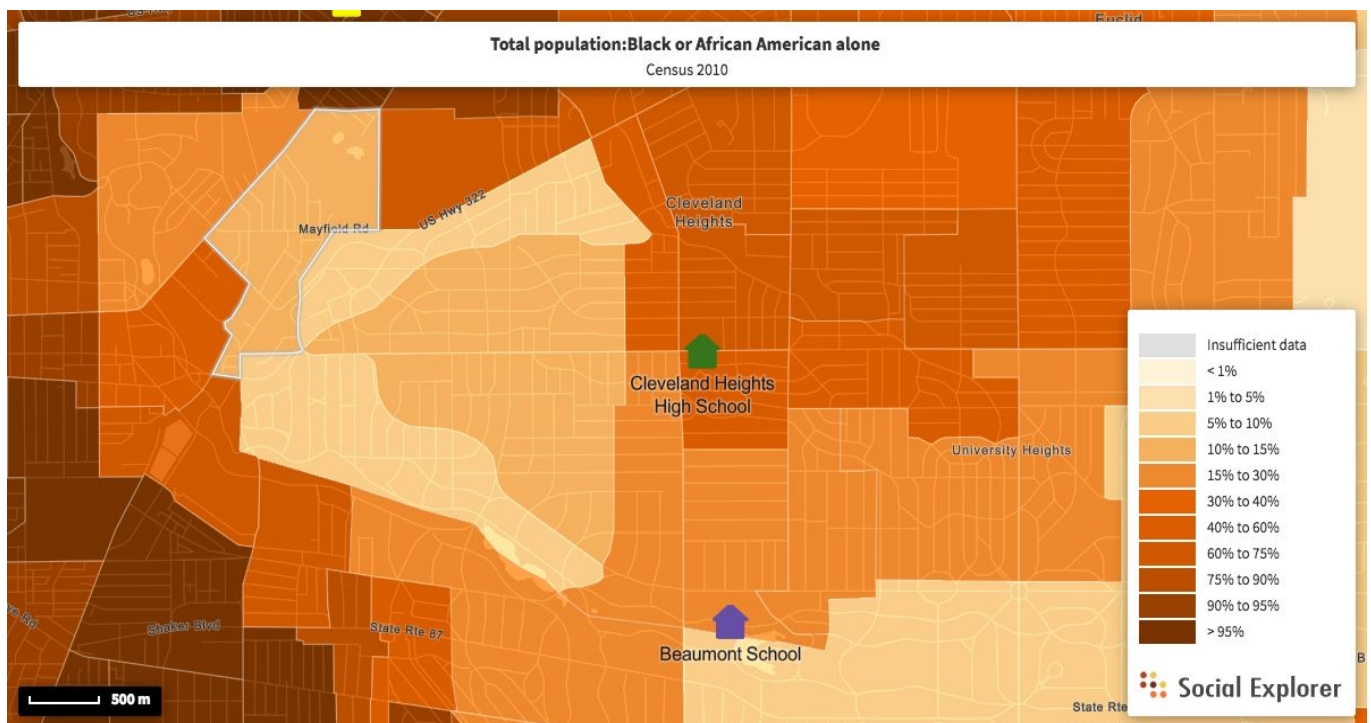 US Hwy
Euclid
Total population:Black or African American alone
Census 2010
US Hwy 322
Cleveland
Heights
Mayfield Rd
Cleveland Heights
High School
University Heights
Insufficient data
< 1%
1% to 5%
5% to 10%
10% to 15%
15% to 30%
30% to 40%
40% to 60%
60% to 75%
75% to 90%
90% to 95%
> 95%
Shaker Blvd
State Rte 87
Beaumont School
B
Social Explorer
500 m
State Rte